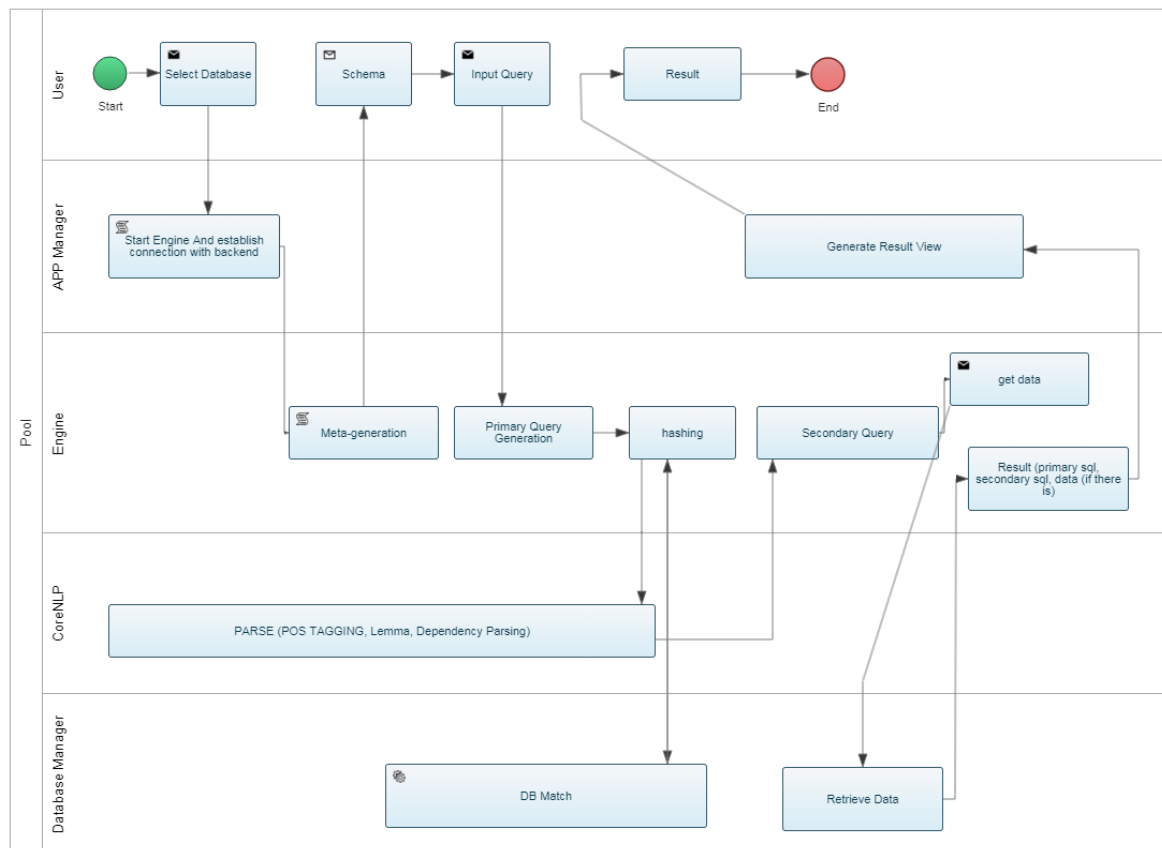 Pool
User
Start
Select Database
Schema
Input Query
Result
End
APP Manager
Start Engine And establish
connection with backend
Generate Result View
Engine
Meta-generation
Primary Query
Generation
hashing
Secondary Query
get data
Result (primary sql,
secondary sql, data (if there
is)
CoreNLP
PARSE (POS TAGGING, Lemma, Dependency Parsing)
Database Manager
DB Match
Retrieve Data